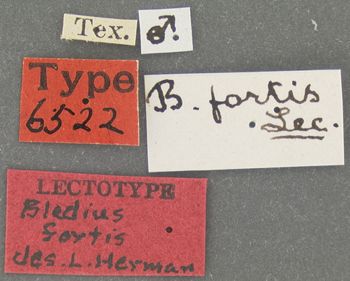 Tex.
♂.
Type
6522
B. fortis
Lec.
LECTOTYPE
Bledius
fortis
des. L. Herman